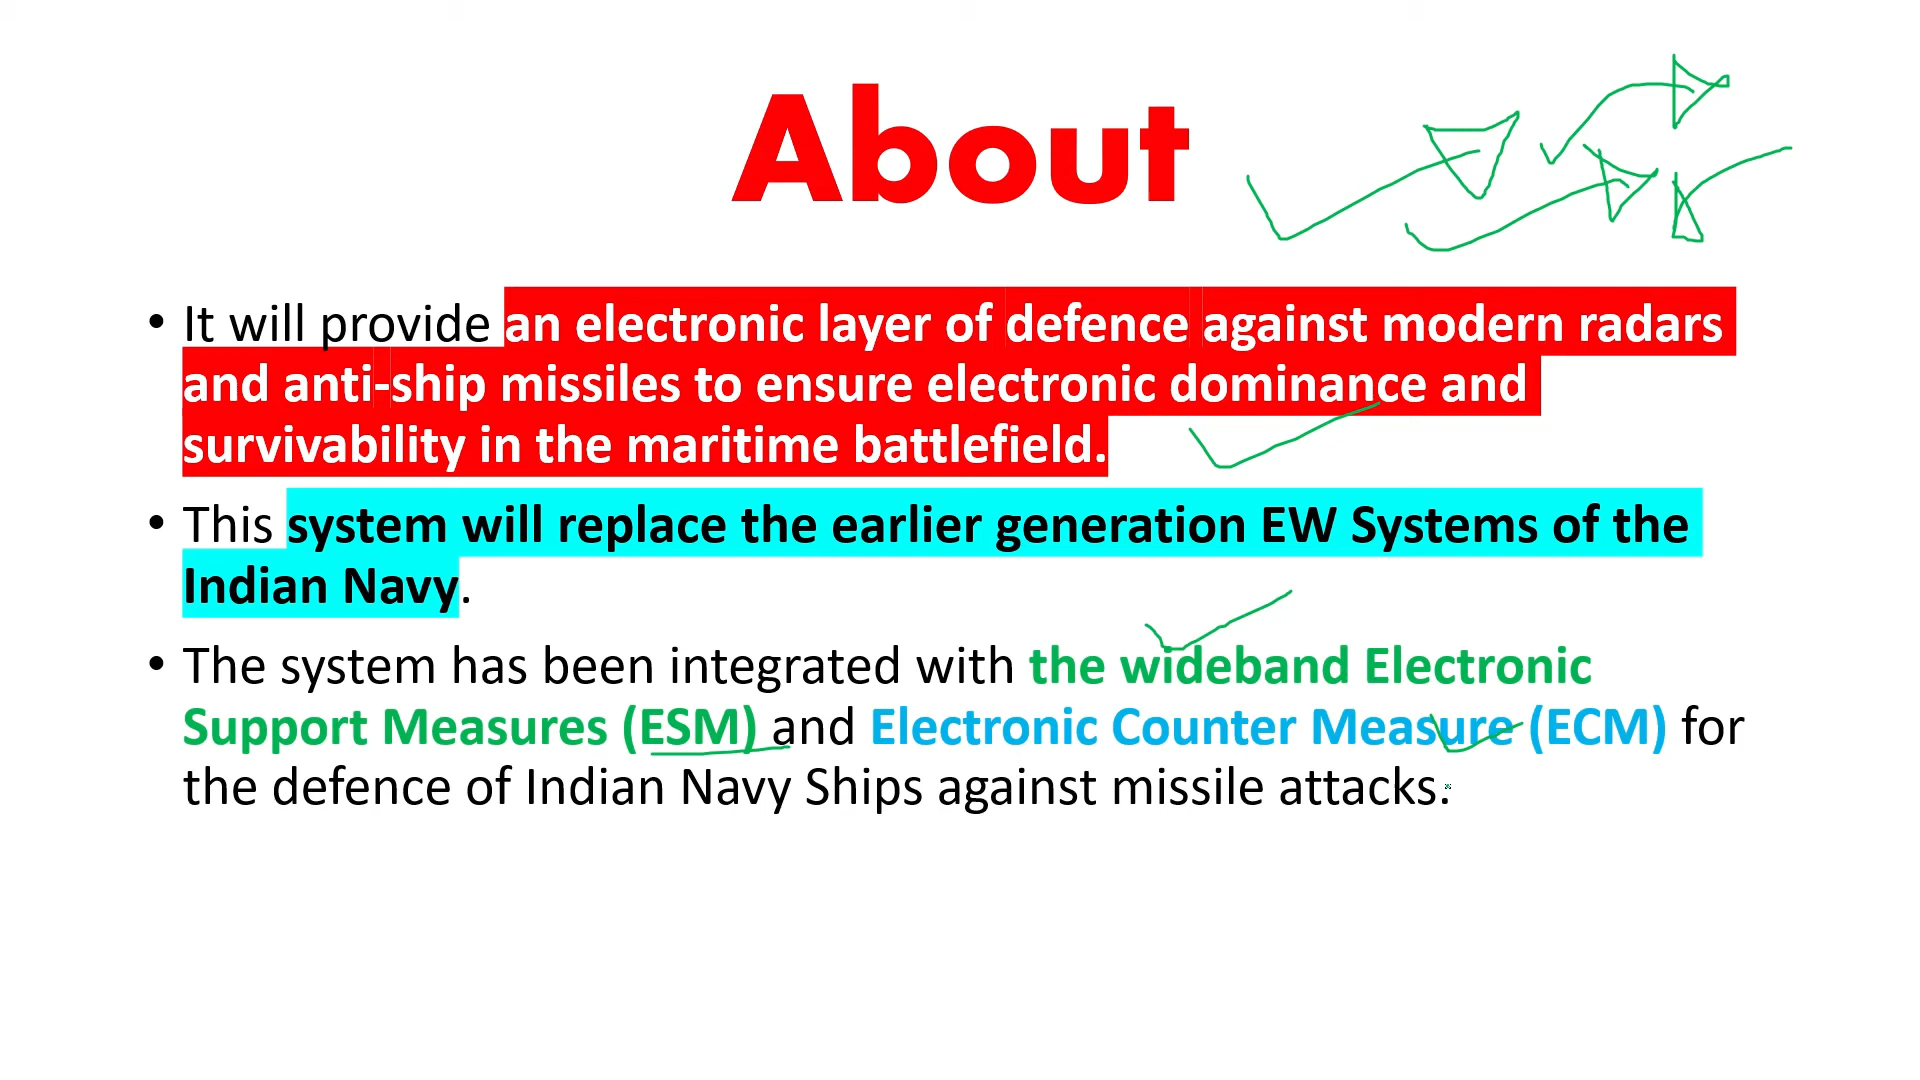 About
• It will provide an electronic layer of defence against modern radars
and anti-ship missiles to ensure electronic dominance and
survivability in the maritime battlefield.
• This system will replace the earlier generation EW Systems of the
Indian Navy.
• The system has been integrated with the wideband Electronic
Support Measures (ESM) and Electronic Counter Measure (ECM) for
the defence of Indian Navy Ships against missile attacks.